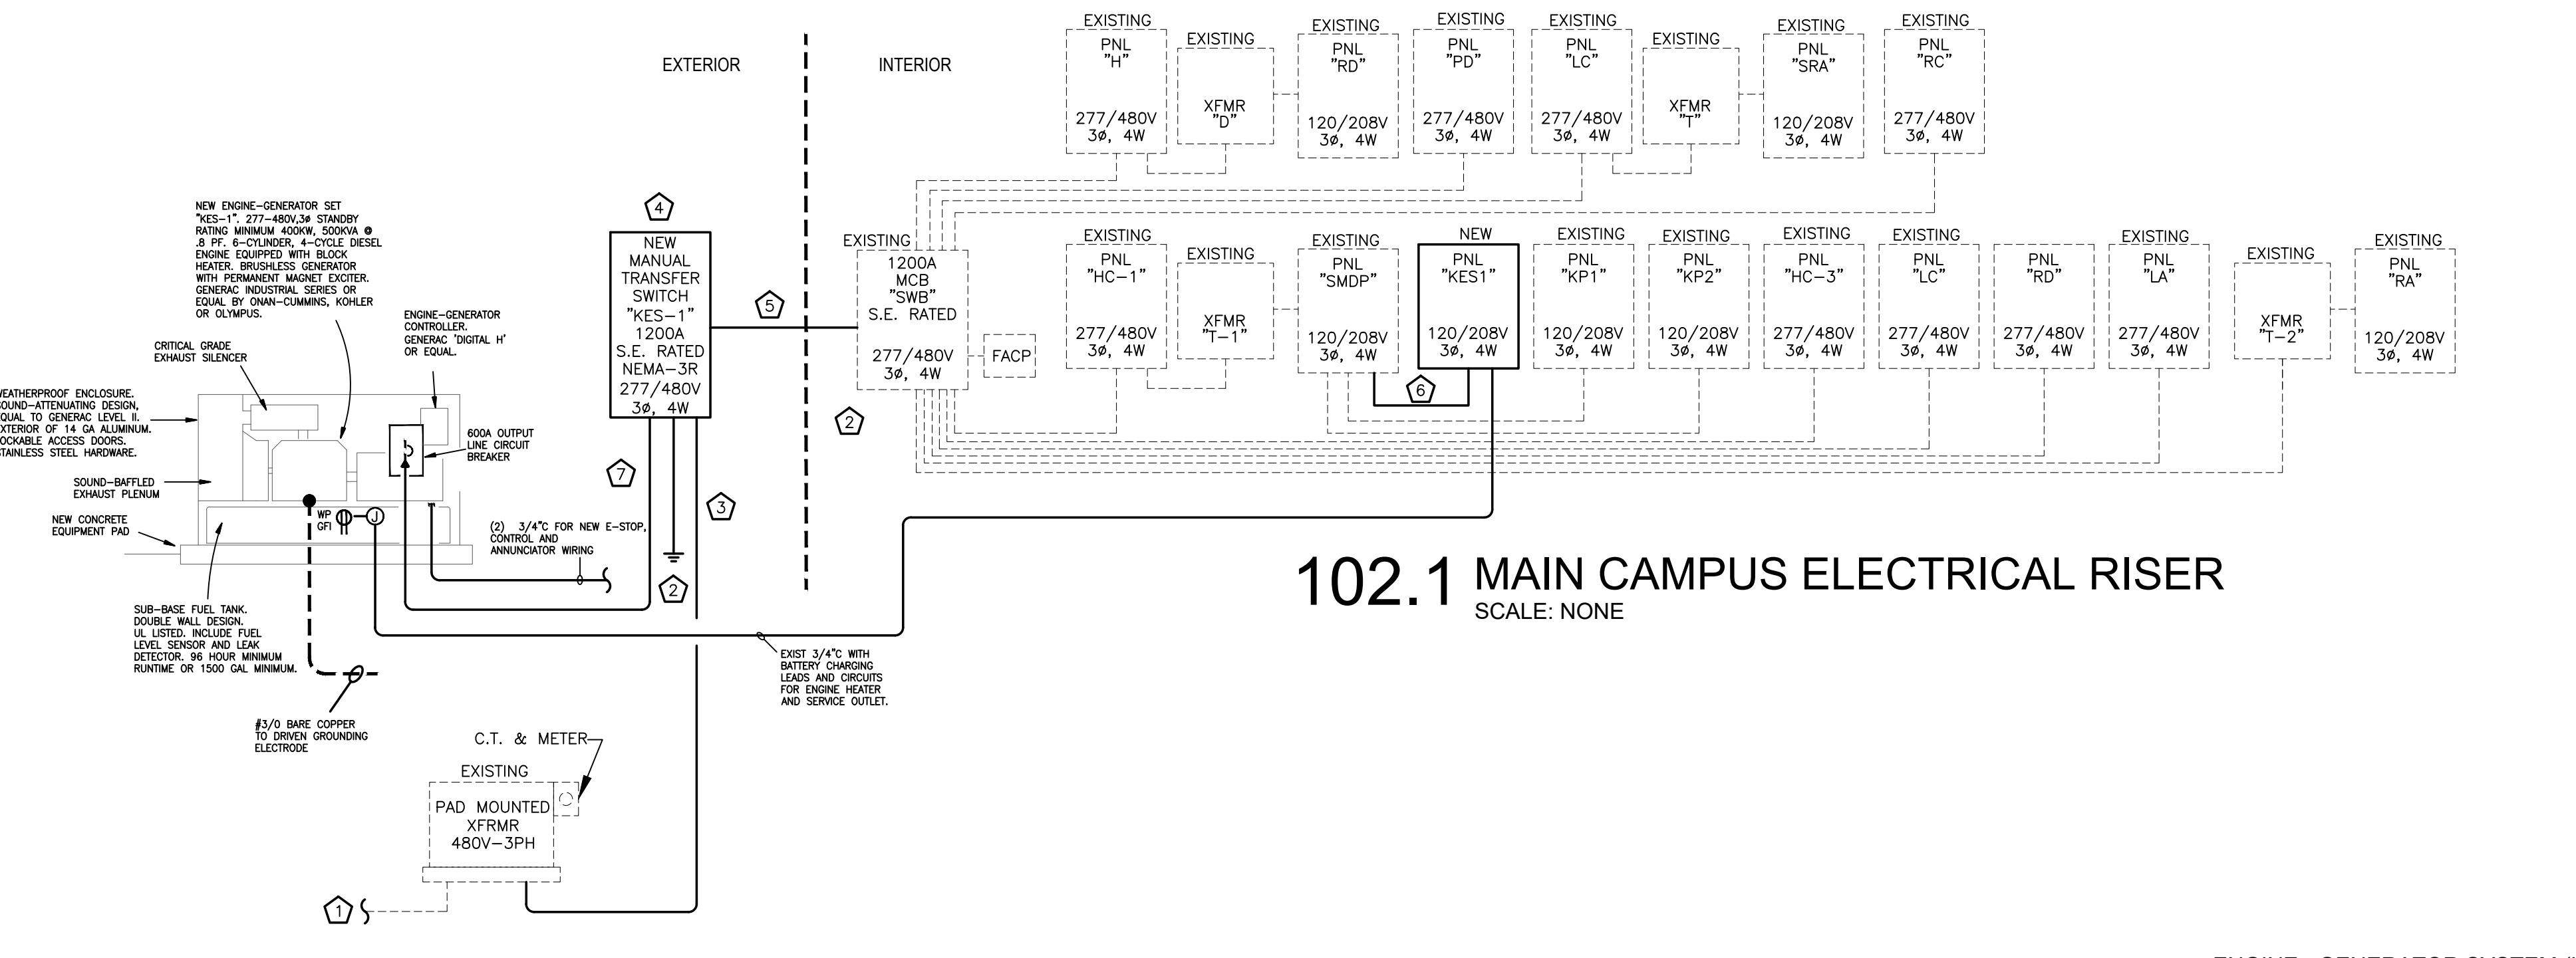 EXTERIOR
INTERIOR
EXISTING
PNL
"H"
277/480V
3ø, 4W
EXISTING
XFMR
"D"
EXISTING
PNL
"RD"
120/208V
3ø, 4W
EXISTING
PNL
"PD"
277/480V
3ø, 4W
EXISTING
PNL
"LC"
277/480V
3ø, 4W
EXISTING
XFMR
"T"
EXISTING
PNL
"SRA"
120/208V
3ø, 4W
EXISTING
PNL
"RC"
277/480V
3ø, 4W
NEW ENGINE-GENERATOR SET
"KES-1". 277-480V,3ø STANDBY
RATING MINIMUM 400KW, 500KVA @
.8 PF. 6-CYLINDER, 4-CYCLE DIESEL
ENGINE EQUIPPED WITH BLOCK
HEATER. BRUSHLESS GENERATOR
WITH PERMANENT MAGNET EXCITER.
GENERAC INDUSTRIAL SERIES OR
EQUAL BY ONAN-CUMMINS, KOHLER
OR OLYMPUS.
CRITICAL GRADE
EXHAUST SILENCER
ENGINE-GENERATOR
CONTROLLER.
GENERAC 'DIGITAL H'
OR EQUAL.
WEATHERPROOF ENCLOSURE.
SOUND-ATTENUATING DESIGN,
EQUAL TO GENERAC LEVEL II.
EXTERIOR OF 14 GA ALUMINUM.
LOCKABLE ACCESS DOORS.
STAINLESS STEEL HARDWARE.
600A OUTPUT
LINE CIRCUIT
BREAKER
SOUND-BAFFLED
EXHAUST PLENUM
NEW CONCRETE
EQUIPMENT PAD
WP
GFI
J
(2) 3/4"C FOR NEW E-STOP,
CONTROL AND
ANNUNCIATOR WIRING
SUB-BASE FUEL TANK.
DOUBLE WALL DESIGN.
UL LISTED. INCLUDE FUEL
LEVEL SENSOR AND LEAK
DETECTOR. 96 HOUR MINIMUM
RUNTIME OR 1500 GAL MINIMUM.
#3/0 BARE COPPER
TO DRIVEN GROUNDING
ELECTRODE
4
NEW
MANUAL
TRANSFER
SWITCH
"KES-1"
1200A
S.E. RATED
NEMA-3R
277/480V
3ø, 4W
5
7
3
2
EXISTING
1200A
MCB
"SWB"
S.E. RATED
277/480V
3ø, 4W
FACP
2
EXISTING
PNL
"HC-1"
277/480V
3ø, 4W
EXISTING
XFMR
"T-1"
EXISTING
PNL
"SMDP"
120/208V
3ø, 4W
6
NEW
PNL
"KES1"
120/208V
3ø, 4W
EXISTING
PNL
"KP1"
120/208V
3ø, 4W
EXISTING
PNL
"KP2"
120/208V
3ø, 4W
EXISTING
PNL
"HC-3"
277/480V
3ø, 4W
EXISTING
PNL
"LC"
277/480V
3ø, 4W
EXISTING
PNL
"RD"
277/480V
3ø, 4W
EXISTING
PNL
"LA"
277/480V
3ø, 4W
EXISTING
XFMR
"T-2"
EXISTING
PNL
"RA"
120/208V
3ø, 4W
EXIST 3/4"C WITH
BATTERY CHARGING
LEADS AND CIRCUITS
FOR ENGINE HEATER
AND SERVICE OUTLET.
102.1 MAIN CAMPUS ELECTRICAL RISER
SCALE: NONE
C.T. & METER
EXISTING
PAD MOUNTED
XFRMR
480V-3PH
1